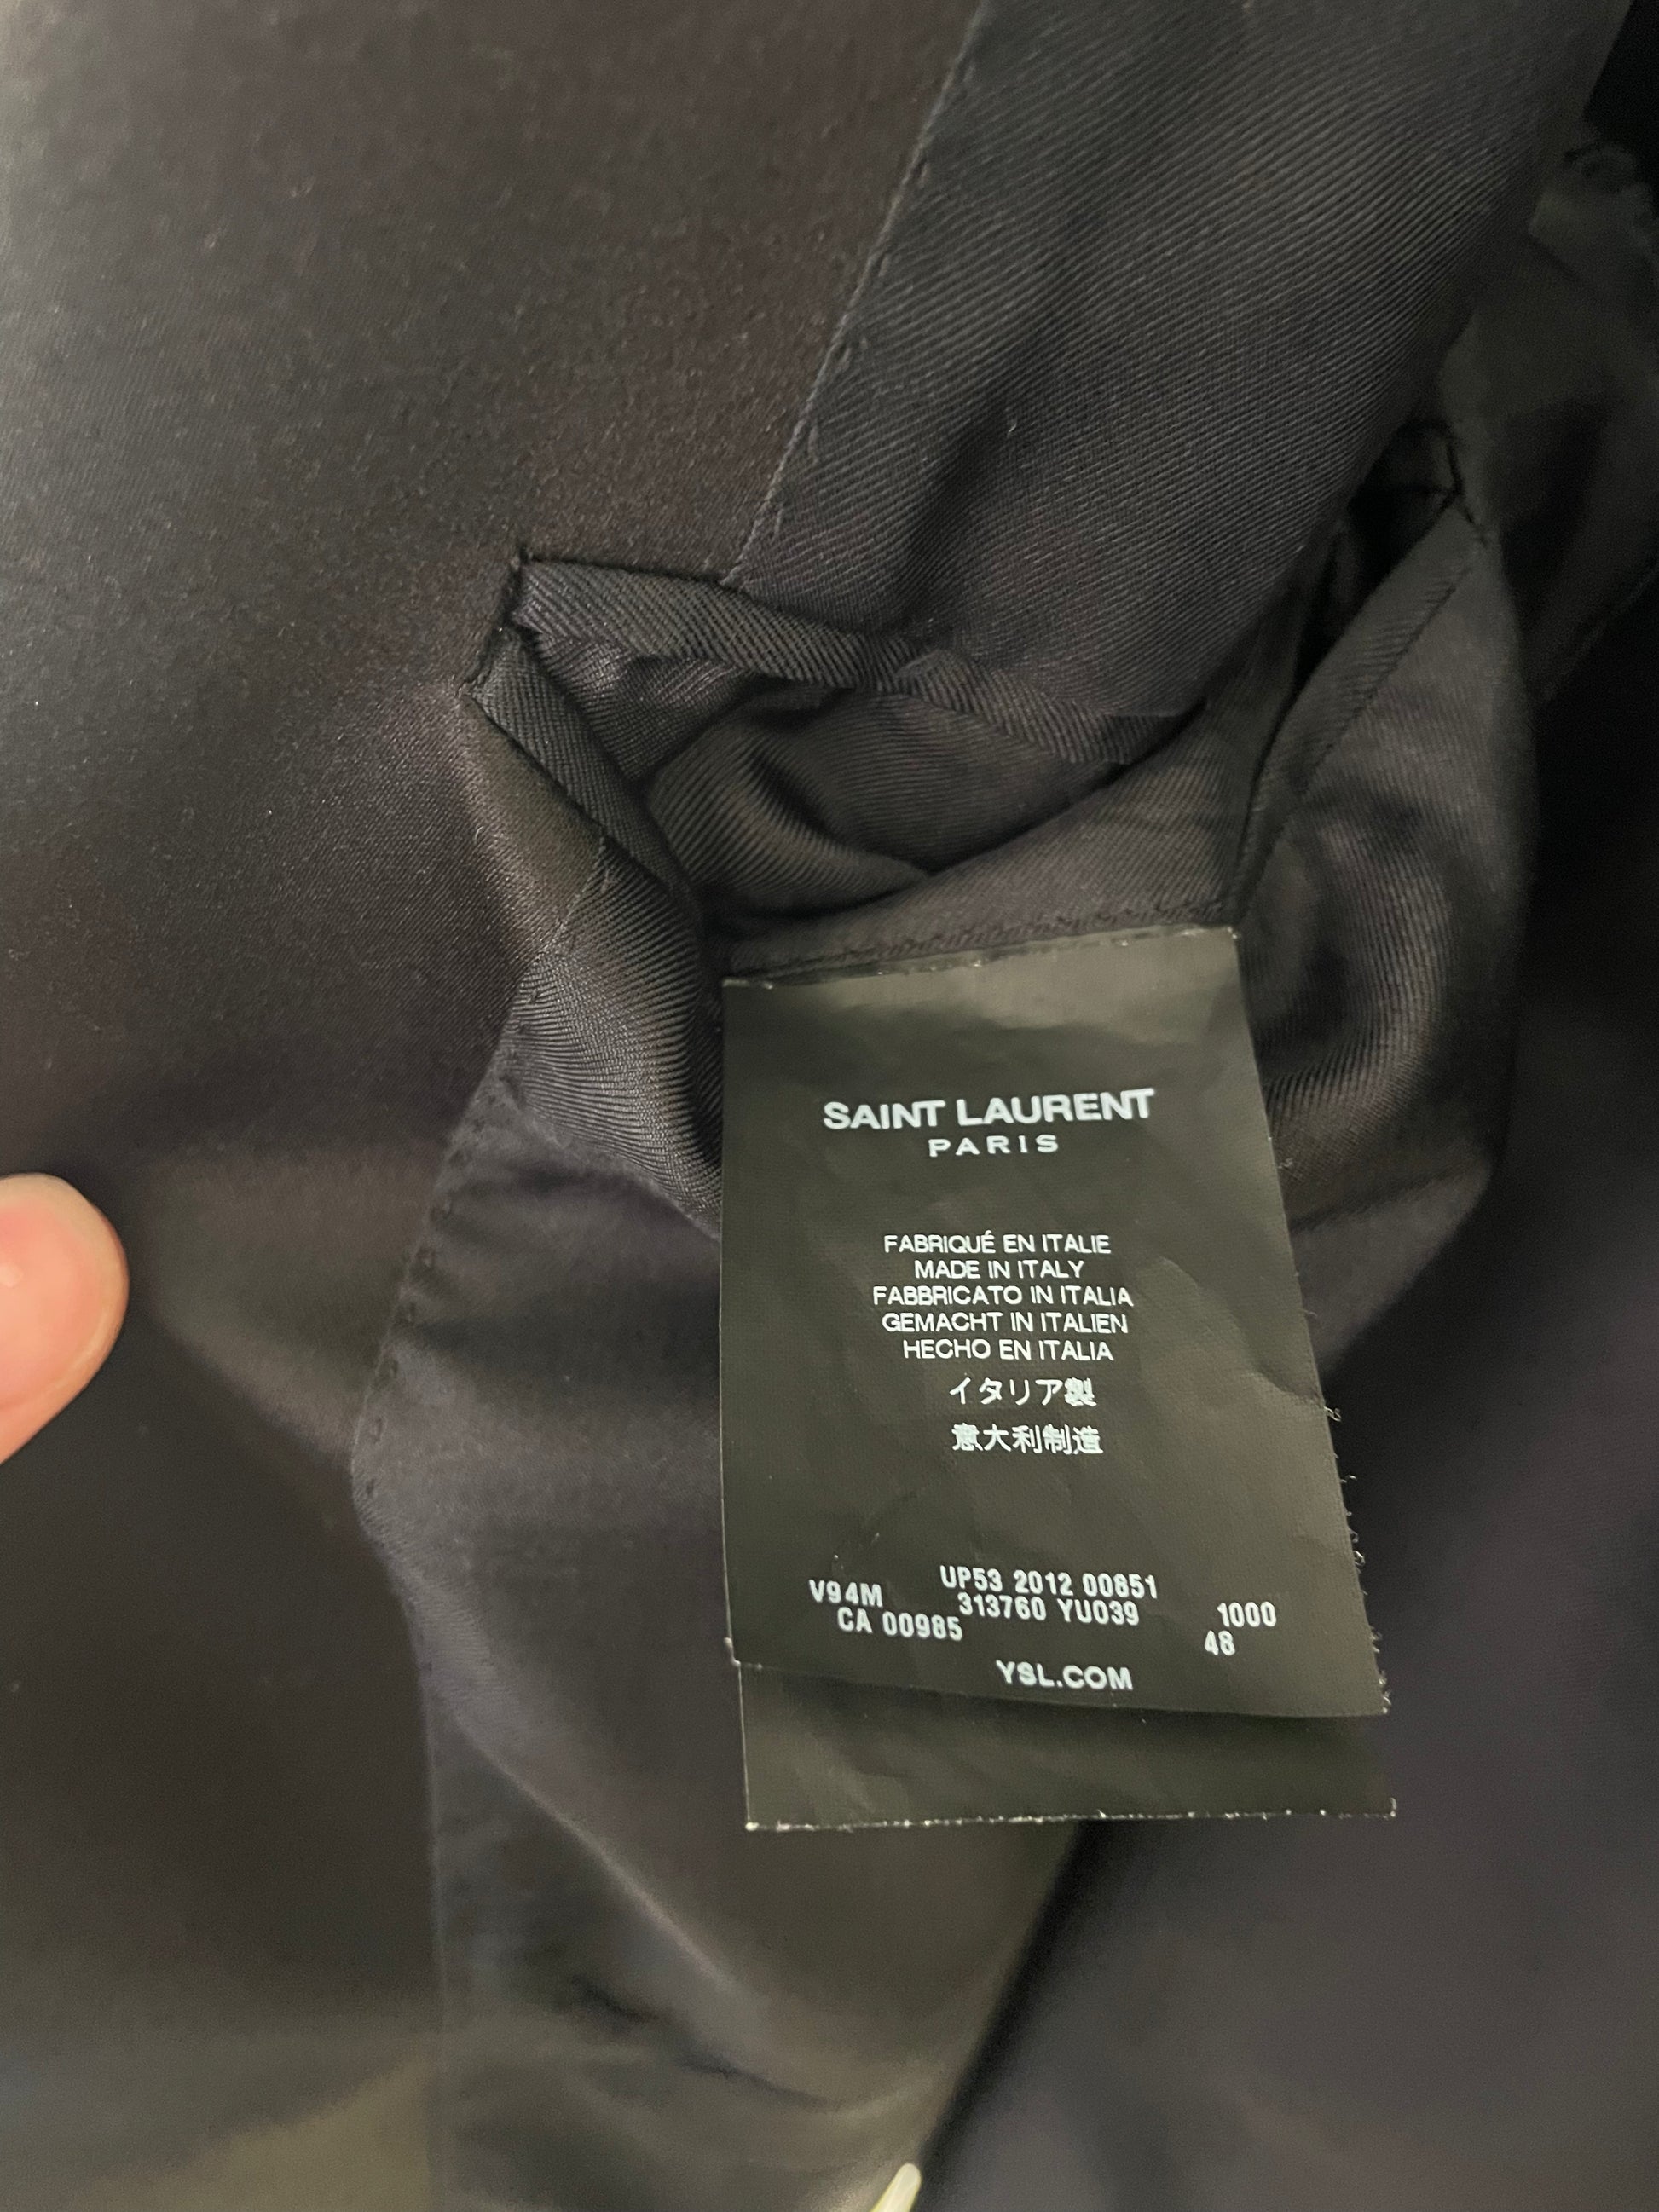 SAINT LAURENT
PARIS
FABRIQUÉ EN ITALIE
MADE IN ITALY
FABBRICATO IN ITALIA
GEMACHT IN ITALIEN
HECHO EN ITALIA
イタリア製
意大利制造
UP53 2012 00651
V94M 313760 YU039 1000
CA 00985 48
YSL.COM